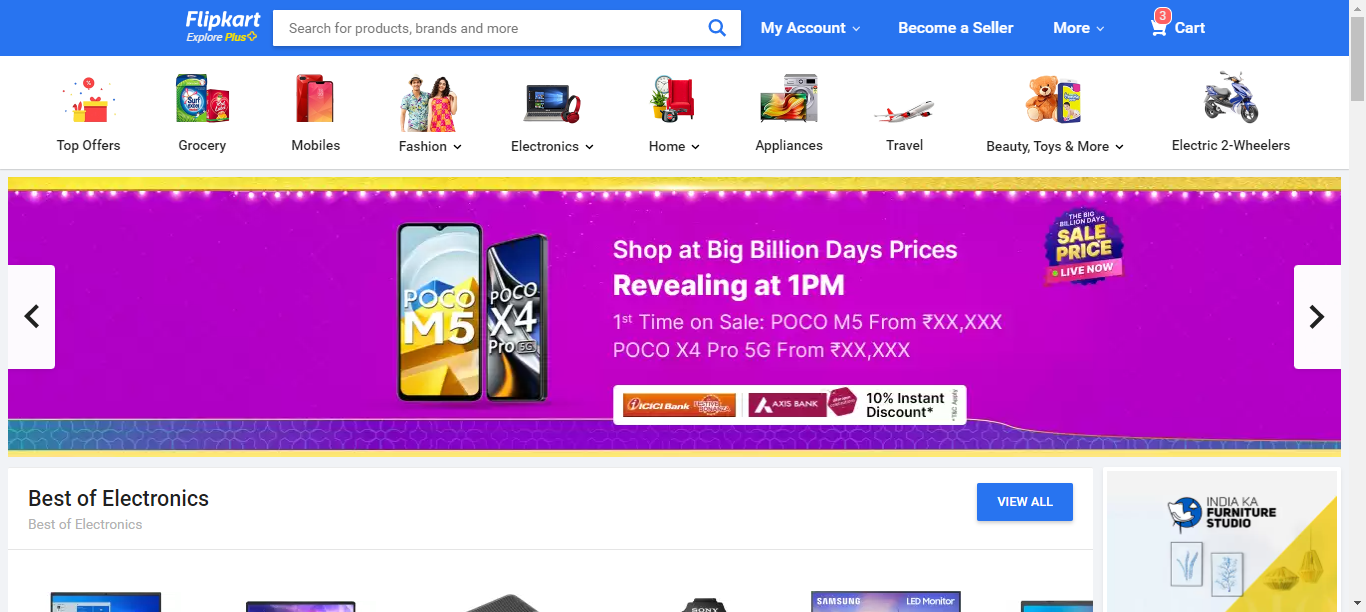 Flipkart
Explore Plus
Search for products, brands and more
My Account
Become a Seller
More
3
Cart
Top Offers
Grocery
Mobiles
Fashion
Electronics
Home
Appliances
Travel
Beauty, Toys & More
Electric 2-Wheelers
POCO
M5
POCO
X4
Pro 5G
Shop at Big Billion Days Prices
Revealing at 1PM
1st Time on Sale: POCO M5 From ₹XX,XXX
POCO X4 Pro 5G From ₹XX,XXX
ICICI Bank
FESTIVE
BONANZA
AXIS BANK
10% Instant
Discount*
*T&C Apply
THE BIG
BILLION DAYS
SALE
PRICE
LIVE NOW
Best of Electronics
Best of Electronics
VIEW ALL
INDIA KA
FURNITURE
STUDIO
SONY
SAMSUNG
LED Monitor